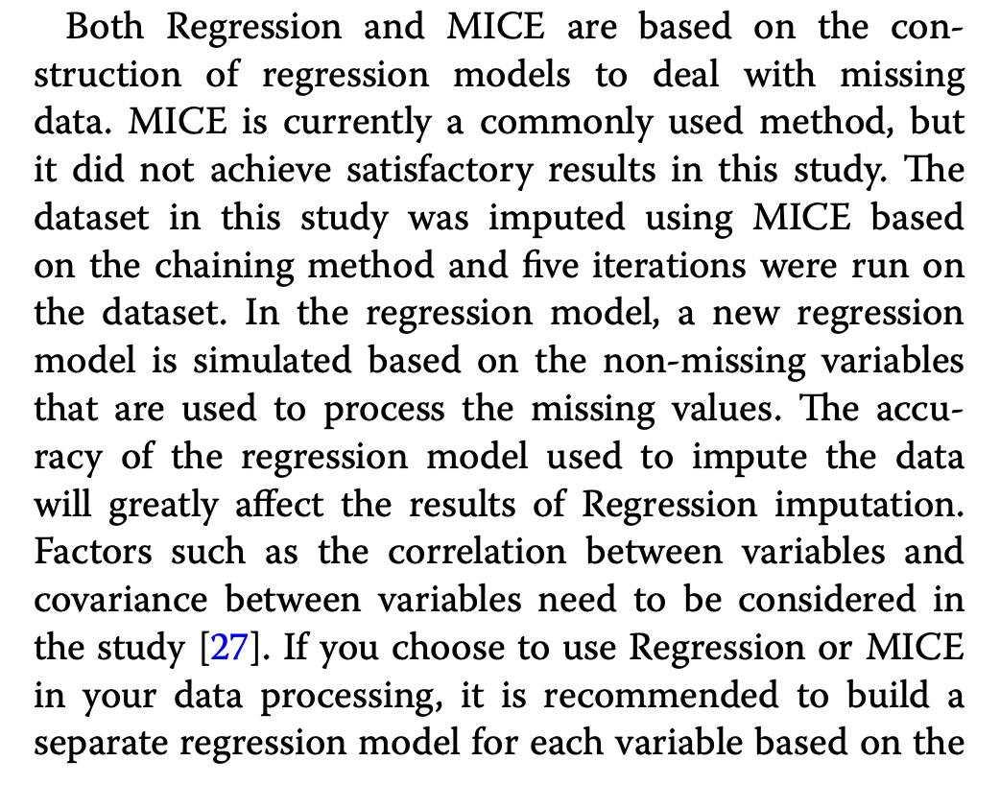 Both Regression and MICE are based on the con-
struction of regression models to deal with missing
data. MICE is currently a commonly used method, but
it did not achieve satisfactory results in this study. The
dataset in this study was imputed using MICE based
on the chaining method and five iterations were run on
the dataset. In the regression model, a new regression
model is simulated based on the non-missing variables
that are used to process the missing values. The accu-
racy of the regression model used to impute the data
will greatly affect the results of Regression imputation.
Factors such as the correlation between variables and
covariance between variables need to be considered in
the study [27]. If you choose to use Regression or MICE
in your data processing, it is recommended to build a
separate regression model for each variable based on the